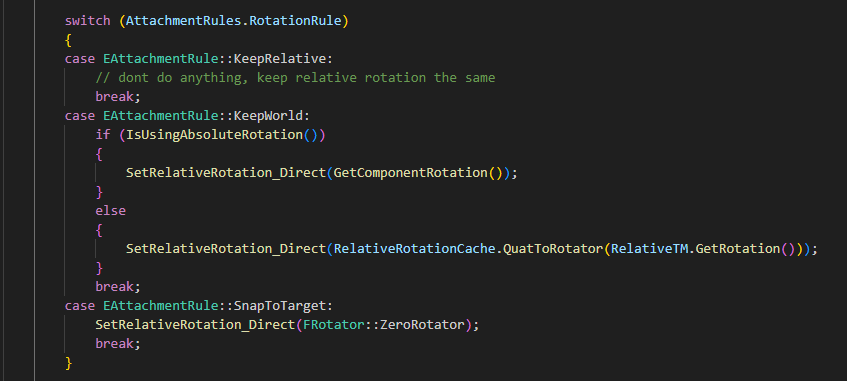 switch (AttachmentRules.RotationRule)
{
case EAttachmentRule::KeepRelative:
    // dont do anything, keep relative rotation the same
    break;
case EAttachmentRule::KeepWorld:
    if (IsUsingAbsoluteRotation())
    {
        SetRelativeRotation_Direct(GetComponentRotation());
    }
    else
    {
        SetRelativeRotation_Direct(RelativeRotationCache.QuatToRotator(RelativeTM.GetRotation()));
    }
    break;
case EAttachmentRule::SnapToTarget:
    SetRelativeRotation_Direct(FRotator::ZeroRotator);
    break;
}